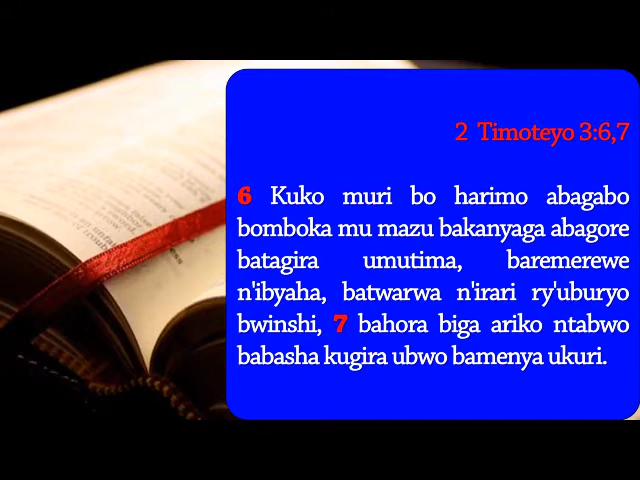 2 Timoteyo 3:6,7
6 Kuko muri bo harimo abagabo
bomboka mu mazu bakanyaga abagore
batagira umutima, baremerewe
n'ibyaha, batwarwa n'irari ry'uburyo
bwinshi, 7 bahora biga ariko ntabwo
babasha kugira ubwo bamenya ukuri.